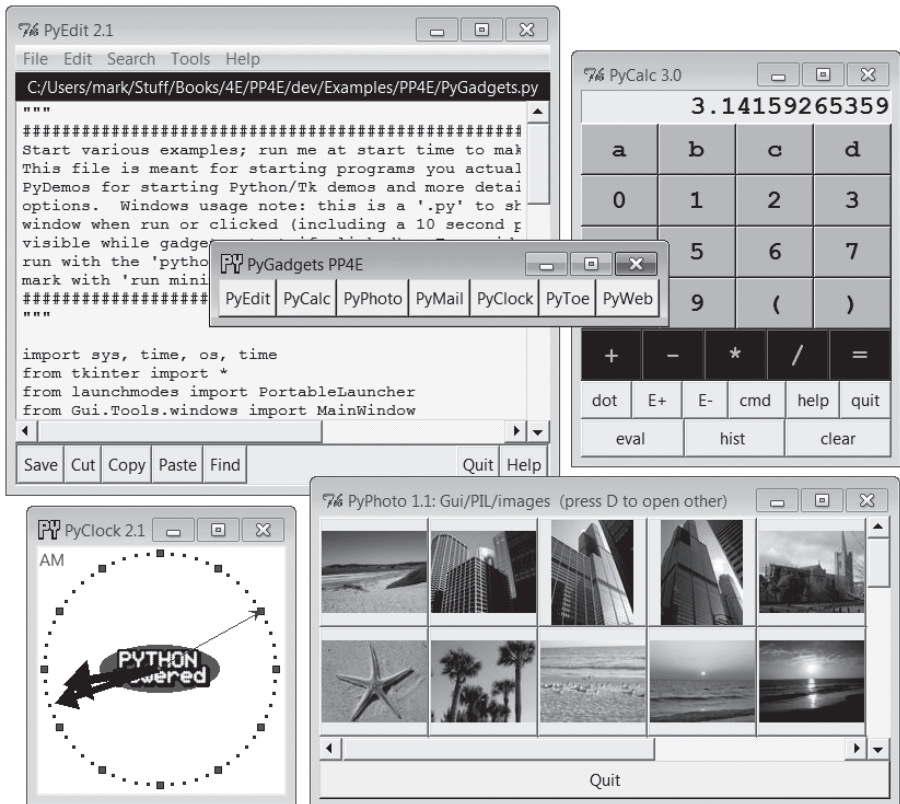 PyEdit 2.1
File Edit Search Tools Help
C:/Users/mark/Stuff/Books/4E/PP4E/dev/Examples/PP4E/PyGadgets.py
"""
##################################################
Start various examples; run me at start time to mak
This file is meant for starting programs you actual
PyDemos for starting Python/Tk demos and more detai
options. Windows usage note: this is a '.py' to sh
window when run or clicked (including a 10 second p
visible while gadget
run with the 'pytho
mark with 'run mini
###################
"""
import sys, time, os, time
from tkinter import *
from launchmodes import PortableLauncher
from Gui.Tools.windows import MainWindow
Save Cut Copy Paste Find Quit Help
PyGadgets PP4E
PyEdit PyCalc PyPhoto PyMail PyClock PyToe PyWeb
PyCalc 3.0
3.14159265359
a b c d
0 1 2 3
5 6 7
9 ( )
+ - * / =
dot E+ E- cmd help quit
eval hist clear
PyClock 2.1
AM
PYTHON
Powered
PyPhoto 1.1: Gui/PIL/images (press D to open other)
Quit